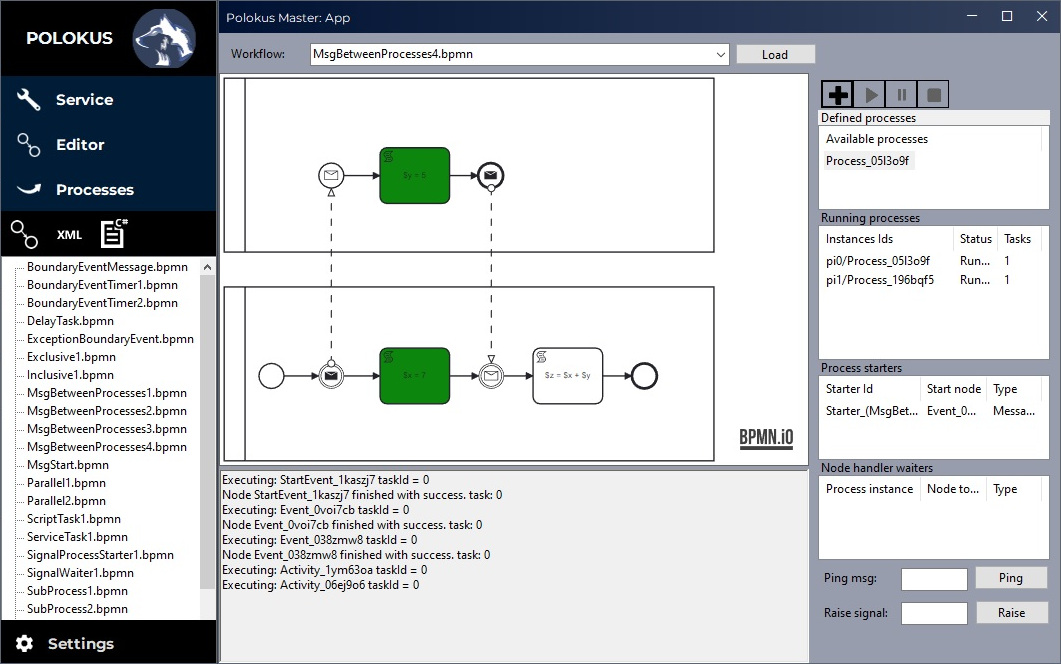 POLOKUS
Polokus Master: App
Service
Editor
Processes
XML
C#
BoundaryEventMessage.bpmn
BoundaryEventTimer1.bpmn
BoundaryEventTimer2.bpmn
DelayTask.bpmn
ExceptionBoundaryEvent.bpmn
Exclusive1.bpmn
Inclusive1.bpmn
MsgBetweenProcesses1.bpmn
MsgBetweenProcesses2.bpmn
MsgBetweenProcesses3.bpmn
MsgBetweenProcesses4.bpmn
MsgStart.bpmn
Parallel1.bpmn
Parallel2.bpmn
ScriptTask1.bpmn
ServiceTask1.bpmn
SignalProcessStarter1.bpmn
SignalWaiter1.bpmn
SubProcess1.bpmn
SubProcess2.bpmn
Settings
Workflow: MsgBetweenProcesses4.bpmn Load
$x = 7
$z = $x + $y
BPMN.iO
Executing: StartEvent_1kaszj7 taskId = 0
Node StartEvent_1kaszj7 finished with success. task: 0
Executing: Event_0voi7cb taskId = 0
Node Event_0voi7cb finished with success. task: 0
Executing: Event_038zmw8 taskId = 0
Node Event_038zmw8 finished with success. task: 0
Executing: Activity_1ym63oa taskId = 0
Executing: Activity_06ej9o6 taskId = 0
Defined processes
Available processes
Process_05l3o9f
Running processes
Instances Ids Status Tasks
pi0/Process_05l3o9f Run... 1
pi1/Process_196bqf5 Run... 1
Process starters
Starter Id Start node Type
Starter_(MsgBet... Event_0... Messa...
Node handler waiters
Process instance Node to... Type
Ping msg: Ping
Raise signal: Raise